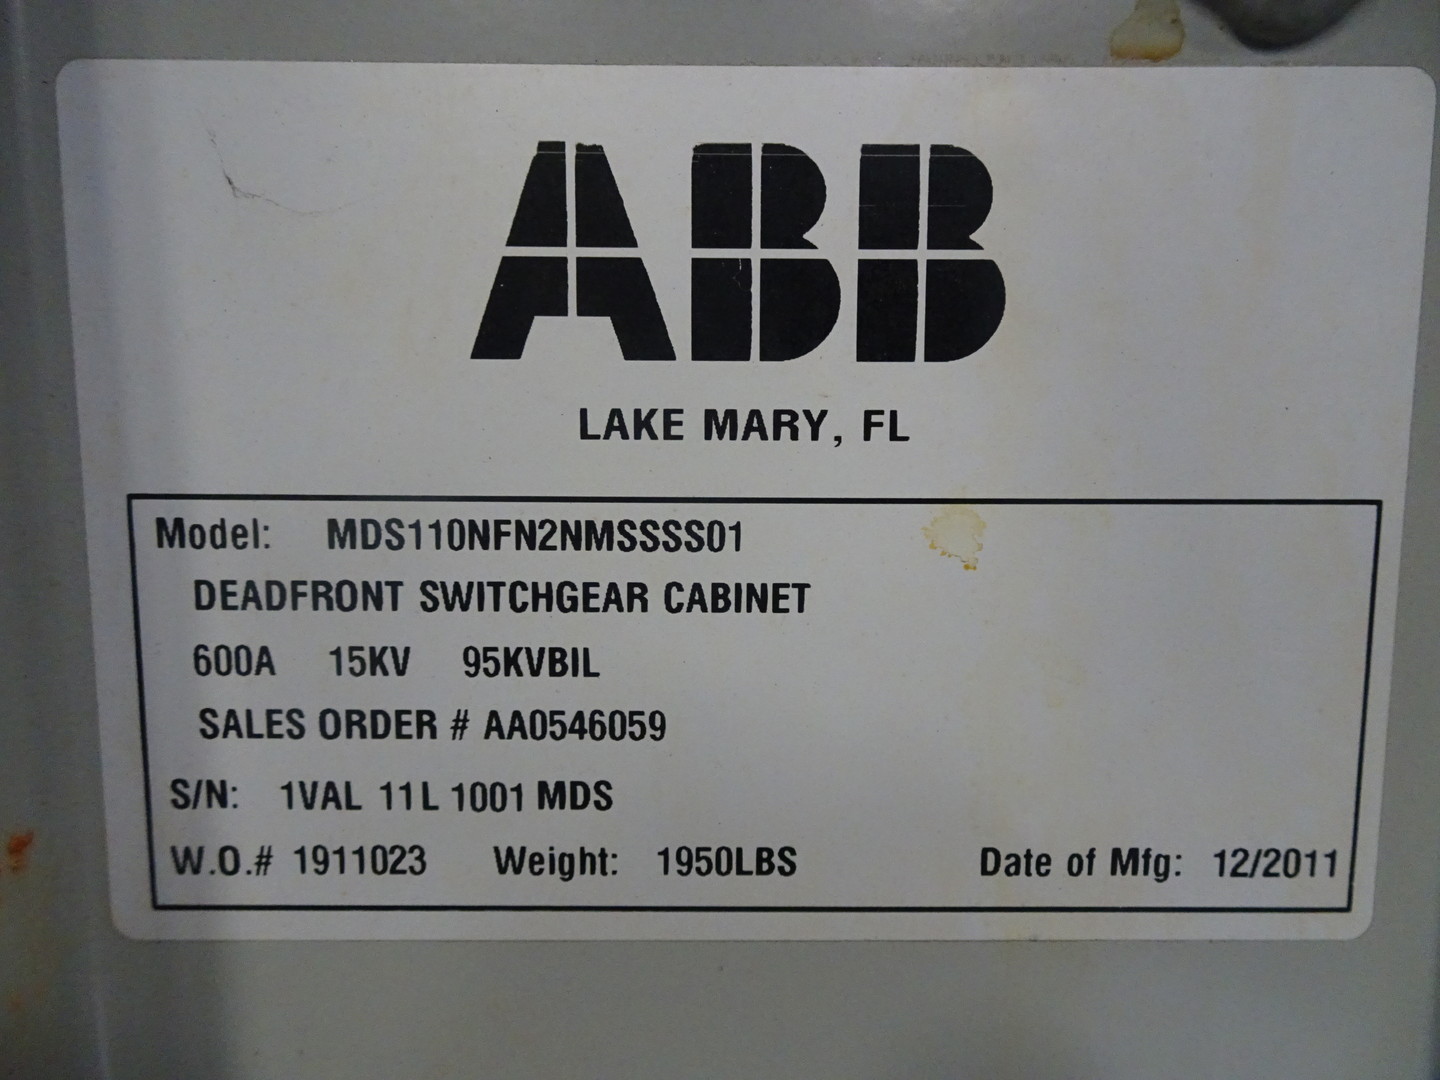 ABB
LAKE MARY, FL
Model: MDS110NFN2NMSSSS01
DEADFRONT SWITCHGEAR CABINET
600A 15KV 95KVBIL
SALES ORDER # AA0546059
S/N: 1VAL 11L 1001 MDS
W.O.# 1911023 Weight: 1950LBS Date of Mfg: 12/2011